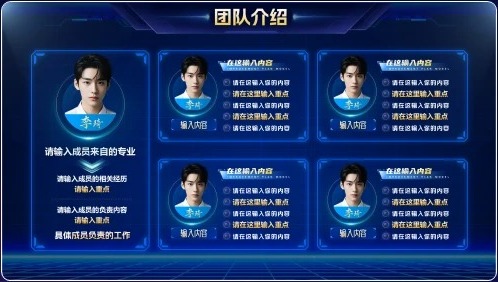 团队介绍
李玲
请输入成员来自的专业
请输入成员的相关经历
请输入重点
请输入成员的负责内容
请输入重点
具体成员负责的工作
李玲
输入内容
在这输入内容
请在这输入你的内容
请在这里输入重点
请在这输入你的内容
请在这里输入重点
请在这输入你的内容
李玲
输入内容
在这输入内容
请在这输入你的内容
请在这里输入重点
请在这输入你的内容
请在这里输入重点
请在这输入你的内容
李玲
输入内容
在这输入内容
请在这输入你的内容
请在这里输入重点
请在这输入你的内容
请在这里输入重点
请在这输入你的内容
李玲
输入内容
在这输入内容
请在这输入你的内容
请在这里输入重点
请在这输入你的内容
请在这里输入重点
请在这输入你的内容